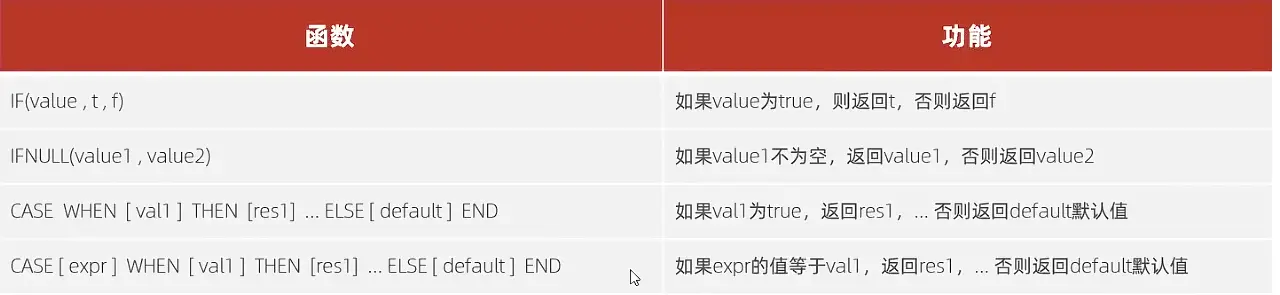 函数 功能
IF(value , t , f) 如果value为true，则返回t，否则返回f
IFNULL(value1 , value2) 如果value1不为空，返回value1，否则返回value2
CASE WHEN [ val1 ] THEN [res1] ... ELSE [ default ] END 如果val1为true，返回res1，... 否则返回default默认值
CASE [ expr ] WHEN [ val1 ] THEN [res1] ... ELSE [ default ] END 如果expr的值等于val1，返回res1，... 否则返回default默认值